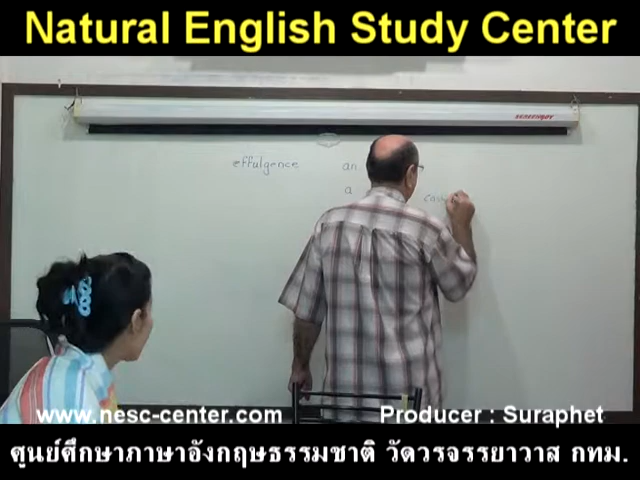 Natural English Study Center
SCREENBOY
effulgence an
a
www.nesc-center.com Producer : Suraphet
ศูนย์ศึกษาภาษาอังกฤษธรรมชาติ วัดวรจรรยาวาส กทม.